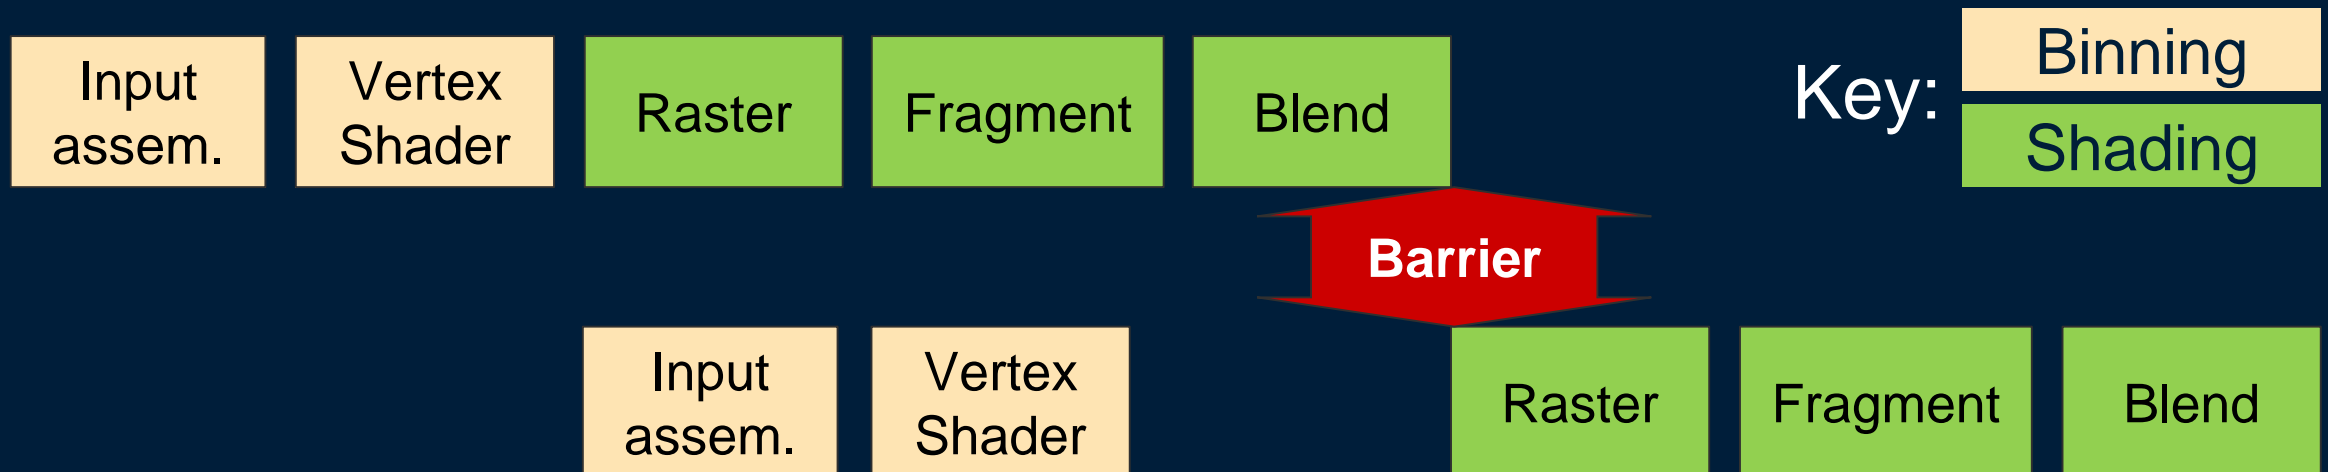 Input
assem.
Vertex
Shader
Raster
Fragment
Blend
Key:
Binning
Shading
Barrier
Input
assem.
Vertex
Shader
Raster
Fragment
Blend